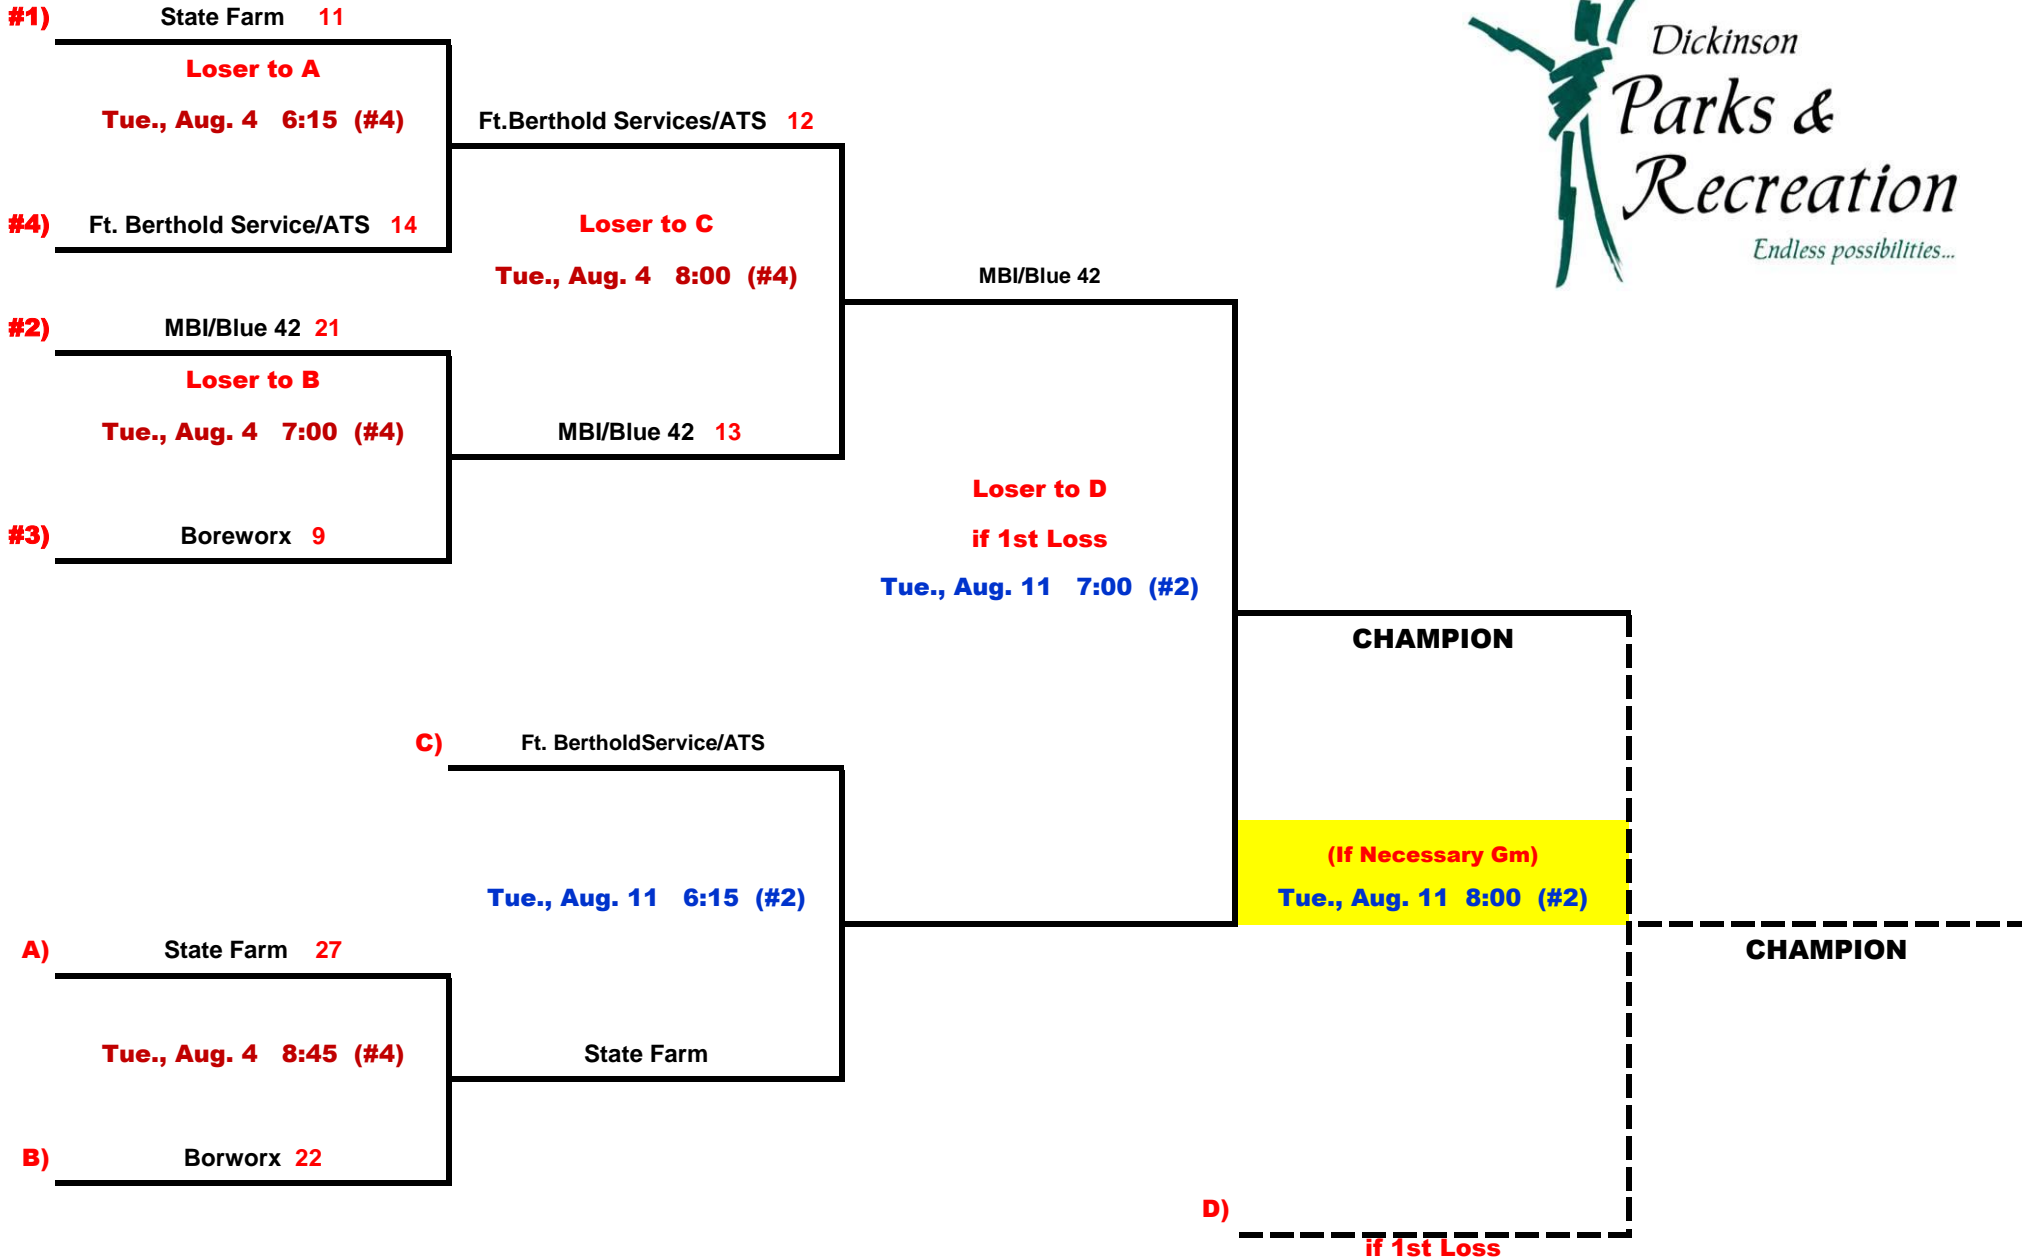 #1) State Farm 11
Loser to A
Tue., Aug. 4 6:15 (#4)
#4) Ft. Berthold Service/ATS 14
#2) MBI/Blue 42 21
Loser to B
Tue., Aug. 4 7:00 (#4)
#3) Boreworx 9
Ft.Berthold Services/ATS 12
Loser to C
Tue., Aug. 4 8:00 (#4)
MBI/Blue 42 13
MBI/Blue 42
Loser to D
if 1st Loss
Tue., Aug. 11 7:00 (#2)
C) Ft. BertholdService/ATS
Tue., Aug. 11 6:15 (#2)
State Farm
A) State Farm 27
Tue., Aug. 4 8:45 (#4)
B) Borworx 22
CHAMPION
(If Necessary Gm)
Tue., Aug. 11 8:00 (#2)
CHAMPION
D)
if 1st Loss
Dickinson
Parks &
Recreation
Endless possibilities...